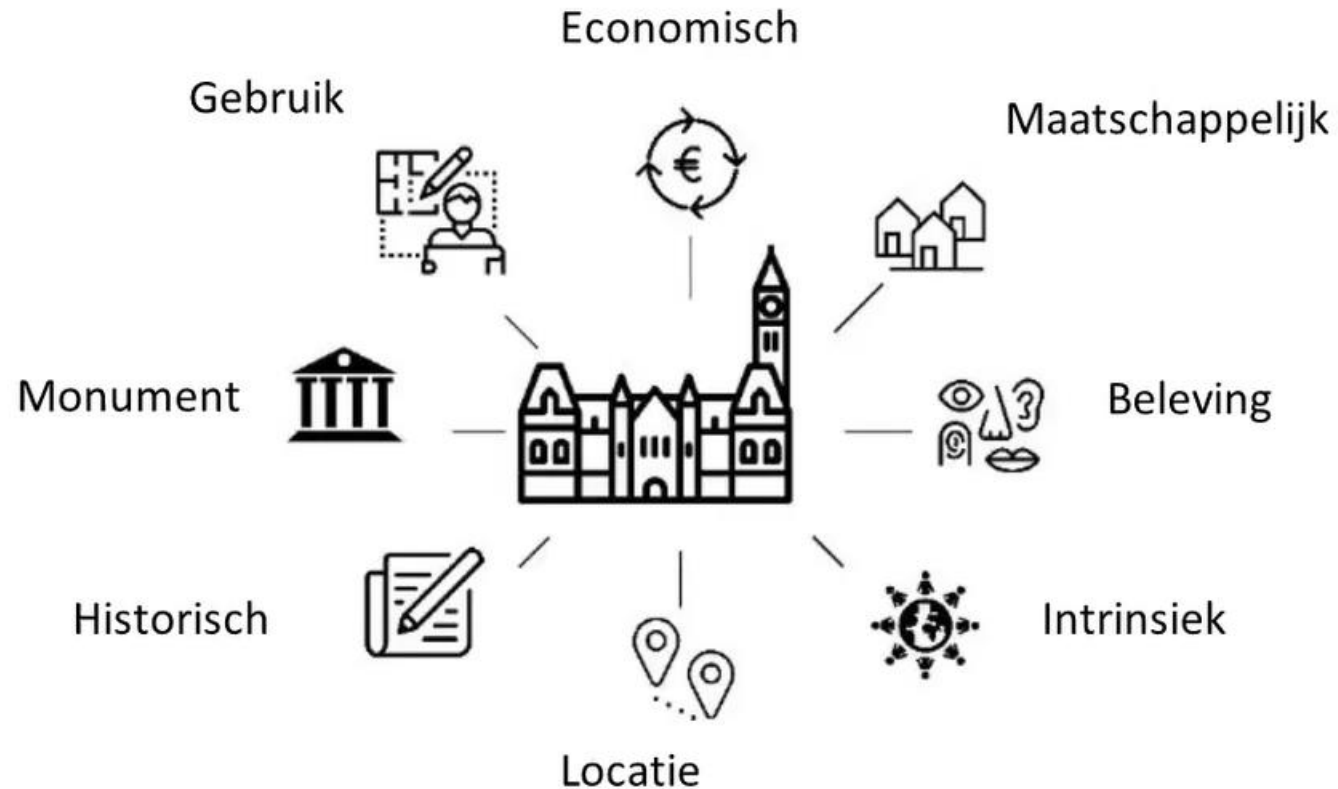 Economisch
Gebruik
Maatschappelijk
Monument
Beleving
Historisch
Intrinsiek
Locatie